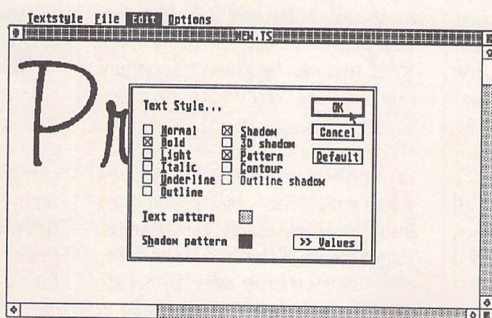 Textstyle File Edit Options
NEW.TS
Pr
Text Style...
OK
Normal Shadow Cancel
Bold 3D shadow
Light Pattern Default
Italic Contour
Underline Outline shadow
Outline
Text pattern
Shadow pattern >> Values